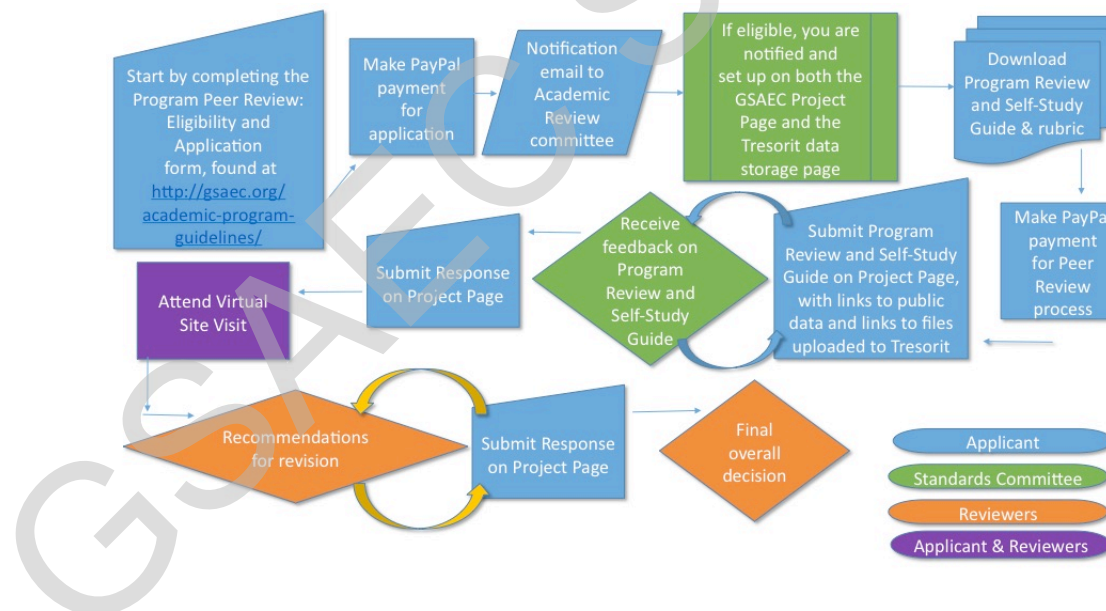 Start by completing the
Program Peer Review:
Eligibility and
Application
form, found at
http://gsaec.org/
academic-program-
guidelines/
Make PayPal
payment
for
application
Notification
email to
Academic
Review
committee
If eligible, you are
notified and
set up on both the
GSAEC Project
Page and the
Tresorit data
storage page
Download
Program Review
and Self-Study
Guide & rubric
Make PayPal
payment
for Peer
Review
process
Submit Program
Review and Self-Study
Guide on Project Page,
with links to public
data and links to files
uploaded to Tresorit
Receive
feedback on
Program
Review and
Self-Study
Guide
Submit Response
on Project Page
Attend Virtual
Site Visit
Recommendations
for revision
Submit Response
on Project Page
Final
overall
decision
Applicant
Standards Committee
Reviewers
Applicant & Reviewers
GSAEC